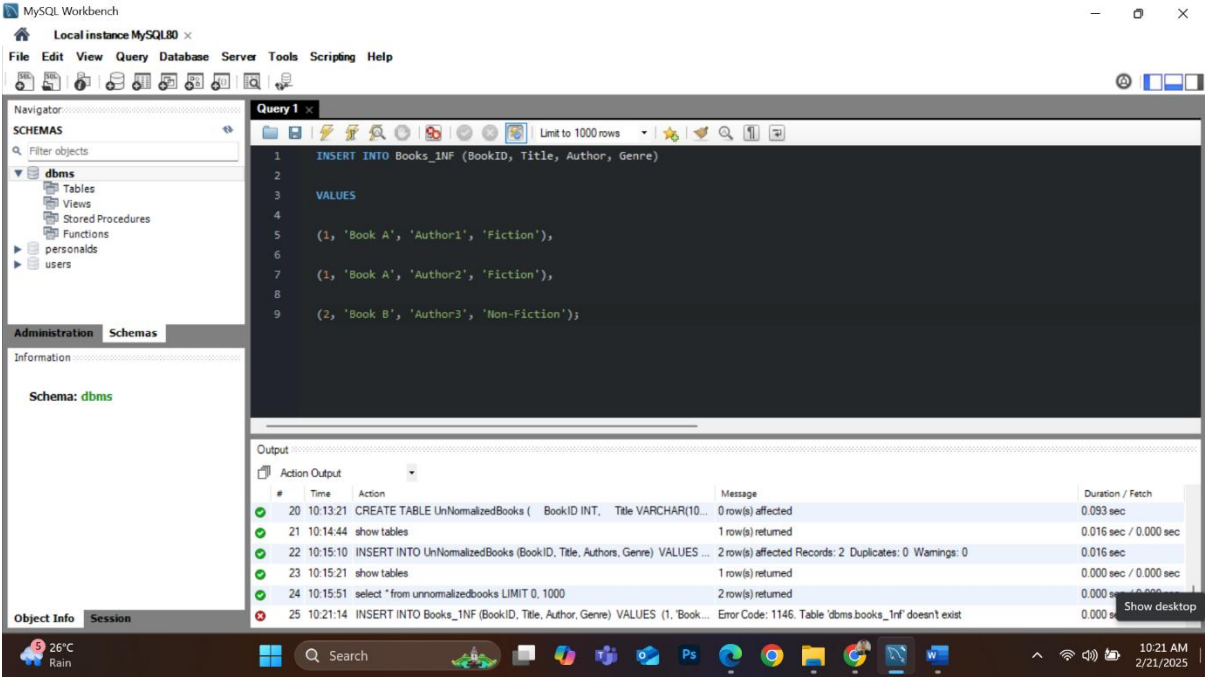 MySQL Workbench
Local instance MySQL80
File Edit View Query Database Server Tools Scripting Help
Navigator
SCHEMAS
Filter objects
dbms
Tables
Views
Stored Procedures
Functions
personalds
users
Administration Schemas
Information
Schema: dbms
Object Info Session
Query 1
Limit to 1000 rows
1 INSERT INTO Books_1NF (BookID, Title, Author, Genre)
2
3 VALUES
4
5 (1, 'Book A', 'Author1', 'Fiction'),
6
7 (1, 'Book A', 'Author2', 'Fiction'),
8
9 (2, 'Book B', 'Author3', 'Non-Fiction');
Output
Action Output
# Time Action Message Duration / Fetch
20 10:13:21 CREATE TABLE UnNormalizedBooks ( BookID INT, Title VARCHAR(10... 0 row(s) affected 0.093 sec
21 10:14:44 show tables 1 row(s) returned 0.016 sec / 0.000 sec
22 10:15:10 INSERT INTO UnNormalizedBooks (BookID, Title, Authors, Genre) VALUES ... 2 row(s) affected Records: 2 Duplicates: 0 Warnings: 0 0.016 sec
23 10:15:21 show tables 1 row(s) returned 0.000 sec / 0.000 sec
24 10:15:51 select * from unnormalizedbooks LIMIT 0, 1000 2 row(s) returned 0.000
25 10:21:14 INSERT INTO Books_1NF (BookID, Title, Author, Genre) VALUES (1, 'Book... Error Code: 1146. Table 'dbms.books_1nf' doesn't exist 0.000
Show desktop
5
26°C
Rain
Search
Ps
W
10:21 AM
2/21/2025